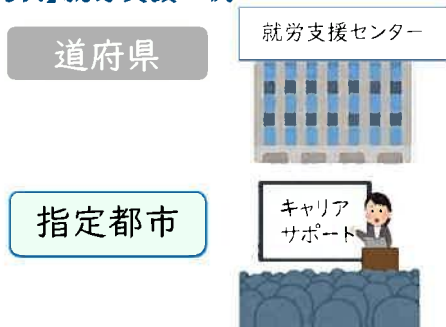 就労支援センター
道府県
指定都市
キャリア
サポート